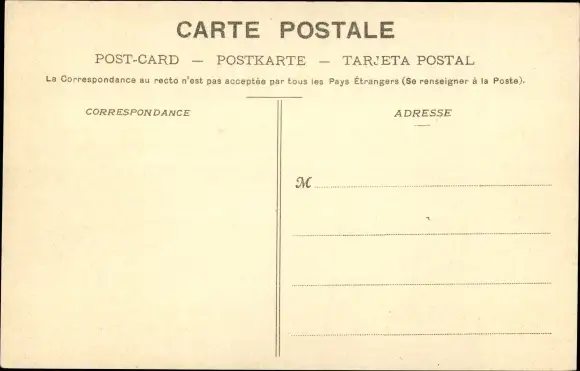 CARTE POSTALE
POST-CARD — POSTKARTE — TARJETA POSTAL
La Correspondance au recto n'est pas acceptée par tous les Pays Étrangers (Se renseigner à la Poste).
CORRESPONDANCE
ADRESSE
M